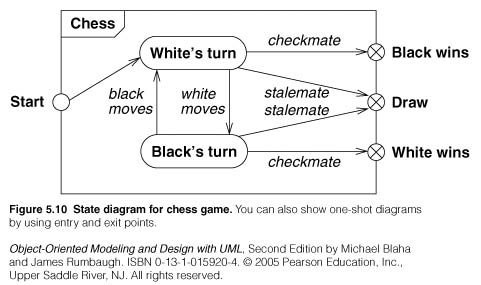 Chess
White's turn
checkmate
Black wins
Start
black
moves
white
moves
stalemate
stalemate
Draw
Black's turn
checkmate
White wins
Figure 5.10 State diagram for chess game. You can also show one-shot diagrams
by using entry and exit points.
Object-Oriented Modeling and Design with UML, Second Edition by Michael Blaha
and James Rumbaugh. ISBN 0-13-1-015920-4. © 2005 Pearson Education, Inc.,
Upper Saddle River, NJ. All rights reserved.